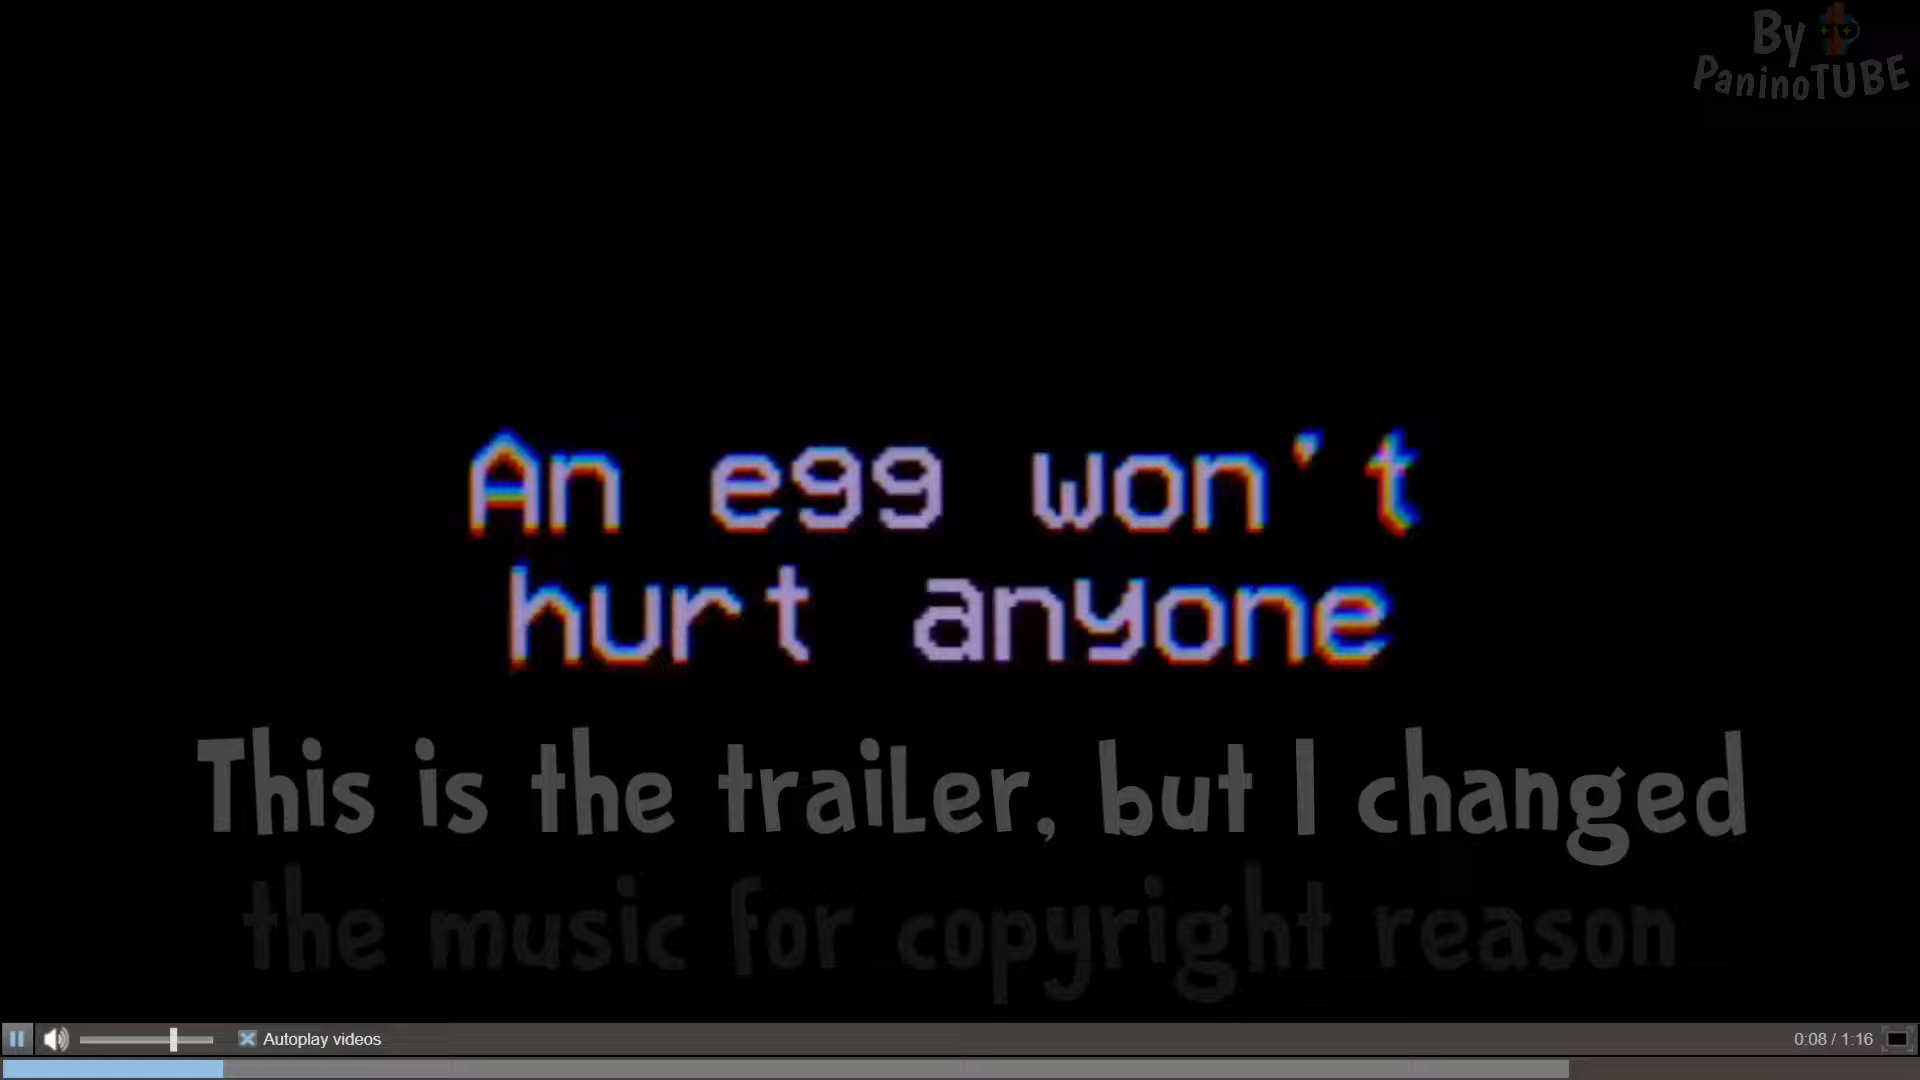 By
PaninoTUBE
An egg won't
hurt anyone
This is the trailer, but I changed
the music for copyright reason
Autoplay videos
0:08 / 1:16